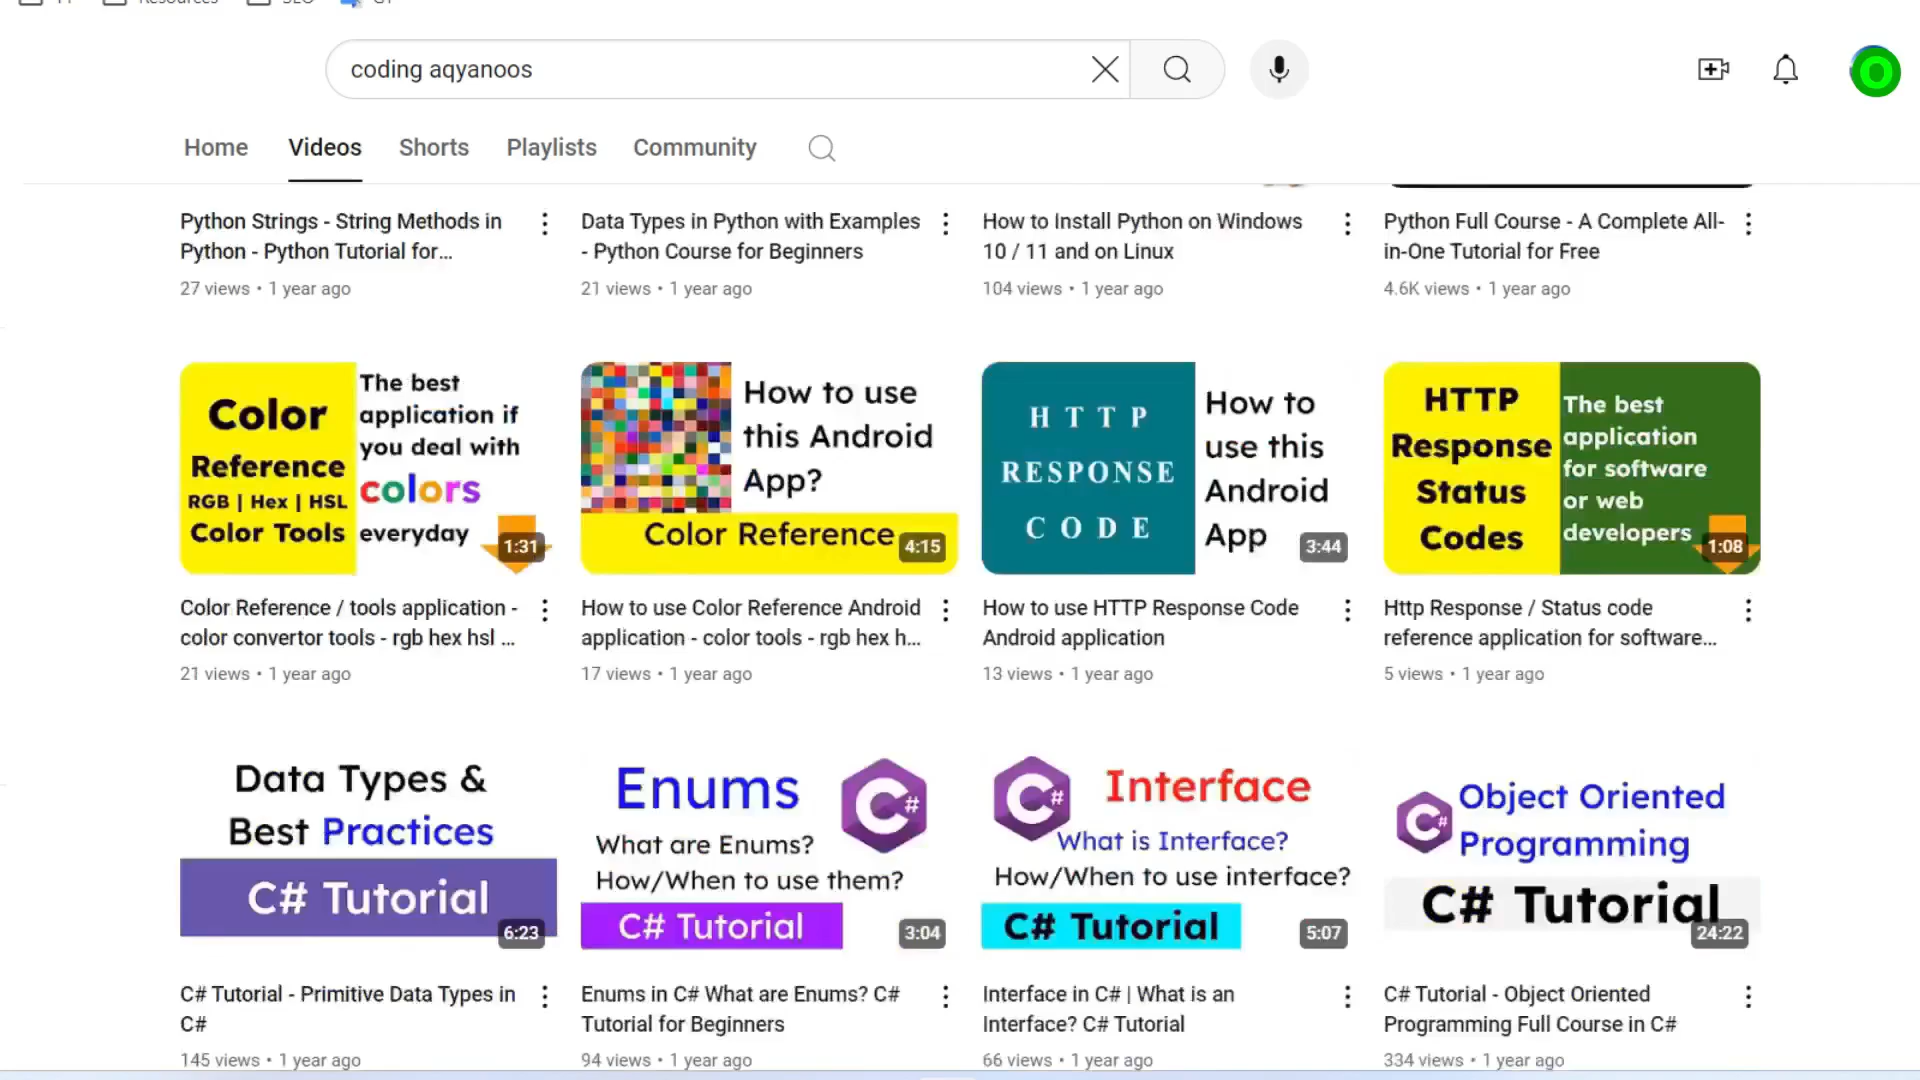 Resources
coding aqyanoos
Home
Videos
Shorts
Playlists
Community
Python Strings - String Methods in
Python - Python Tutorial for...
27 views • 1 year ago
Data Types in Python with Examples
- Python Course for Beginners
21 views • 1 year ago
How to Install Python on Windows
10 / 11 and on Linux
104 views • 1 year ago
Python Full Course - A Complete All-
in-One Tutorial for Free
4.6K views • 1 year ago
Color
Reference
RGB | Hex | HSL
Color Tools
The best
application if
you deal with
colors
everyday
1:31
How to use
this Android
App?
Color Reference
4:15
HTTP
RESPONSE
CODE
How to
use this
Android
App
3:44
HTTP
Response
Status
Codes
The best
application
for software
or web
developers
1:08
Color Reference / tools application -
color convertor tools - rgb hex hsl ...
21 views • 1 year ago
How to use Color Reference Android
application - color tools - rgb hex h...
17 views • 1 year ago
How to use HTTP Response Code
Android application
13 views • 1 year ago
Http Response / Status code
reference application for software...
5 views • 1 year ago
Data Types &
Best Practices
C# Tutorial
6:23
Enums
C#
What are Enums?
How/When to use them?
C# Tutorial
3:04
C#
Interface
What is Interface?
How/When to use interface?
C# Tutorial
5:07
C#
Object Oriented
Programming
C# Tutorial
24:22
C# Tutorial - Primitive Data Types in
C#
145 views • 1 year ago
Enums in C# What are Enums? C#
Tutorial for Beginners
94 views • 1 year ago
Interface in C# | What is an
Interface? C# Tutorial
66 views • 1 year ago
C# Tutorial - Object Oriented
Programming Full Course in C#
334 views • 1 year ago